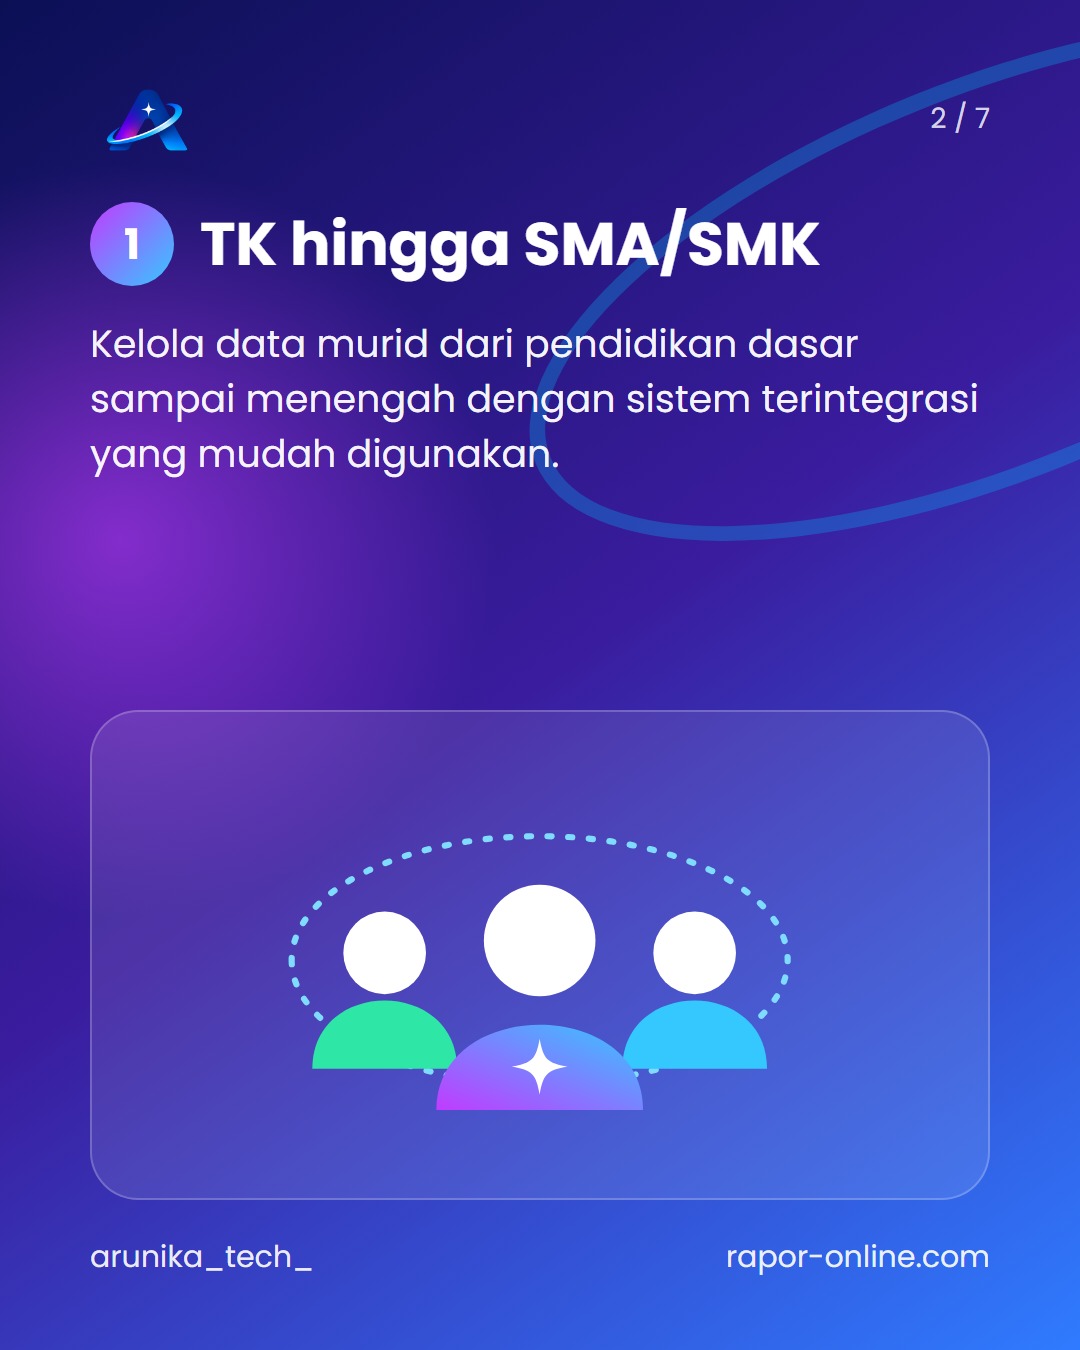 2 / 7
1 TK hingga SMA/SMK
Kelola data murid dari pendidikan dasar
sampai menengah dengan sistem terintegrasi
yang mudah digunakan.
arunika_tech_
rapor-online.com